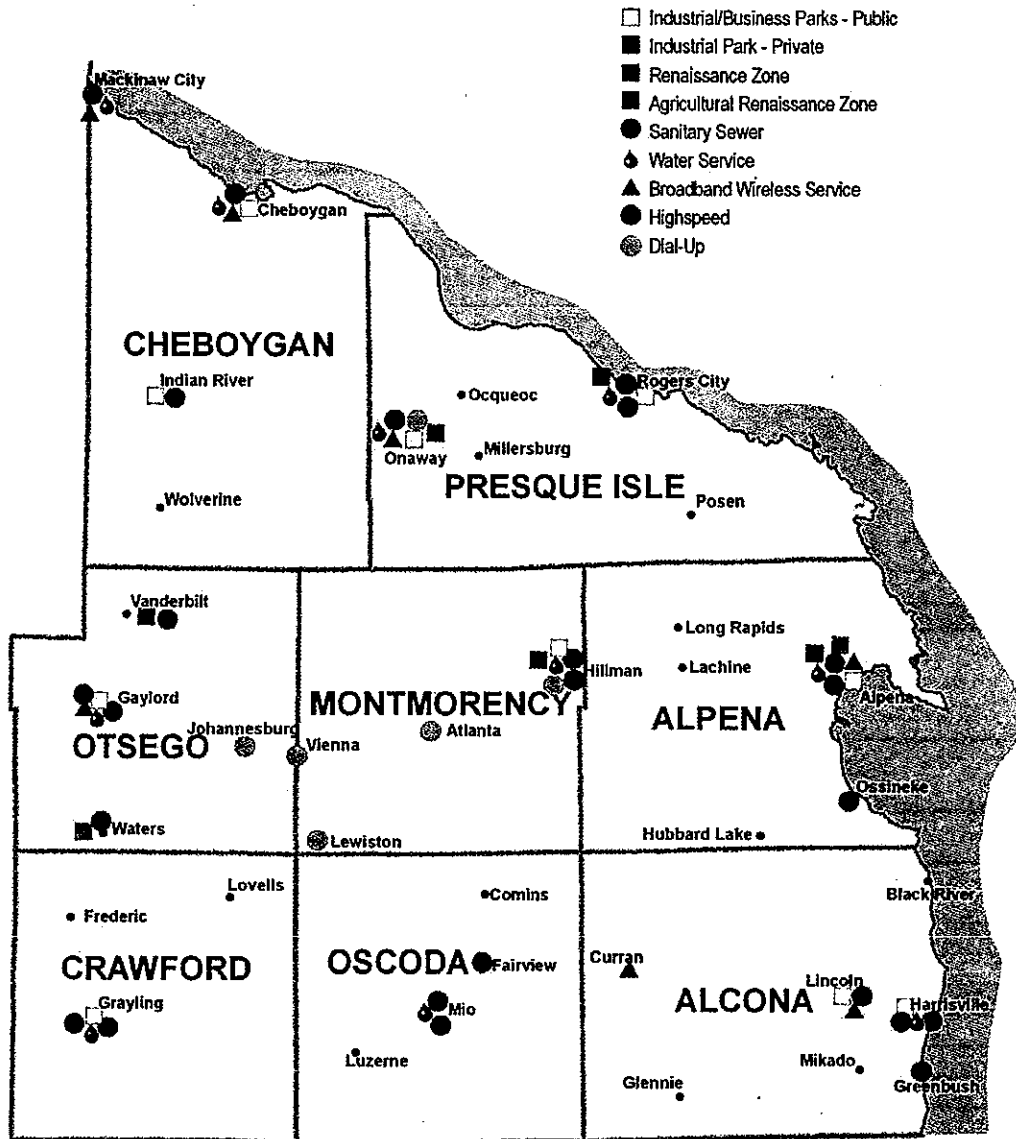 Industrial/Business Parks - Public
Industrial Park - Private
Renaissance Zone
Agricultural Renaissance Zone
Sanitary Sewer
Water Service
Broadband Wireless Service
Highspeed
Dial-Up
Mackinaw City
Cheboygan
CHEBOYGAN
Indian River
Ocqueoc
Rogers City
Onaway
Millersburg
PRESQUE ISLE
Wolverine
Posen
Vanderbilt
Long Rapids
Hillman
Lachine
Gaylord
MONTMORENCY
Alpena
ALPENA
Johannesburg
OTSEGO
Vienna
Atlanta
Ossineke
Waters
Lewiston
Hubbard Lake
Lovells
Comins
Black River
Frederic
CRAWFORD
OSCODA
Fairview
Curran
Grayling
Mio
ALCONA
Lincoln
Harrisville
Luzerne
Mikado
Glennie
Greenbush